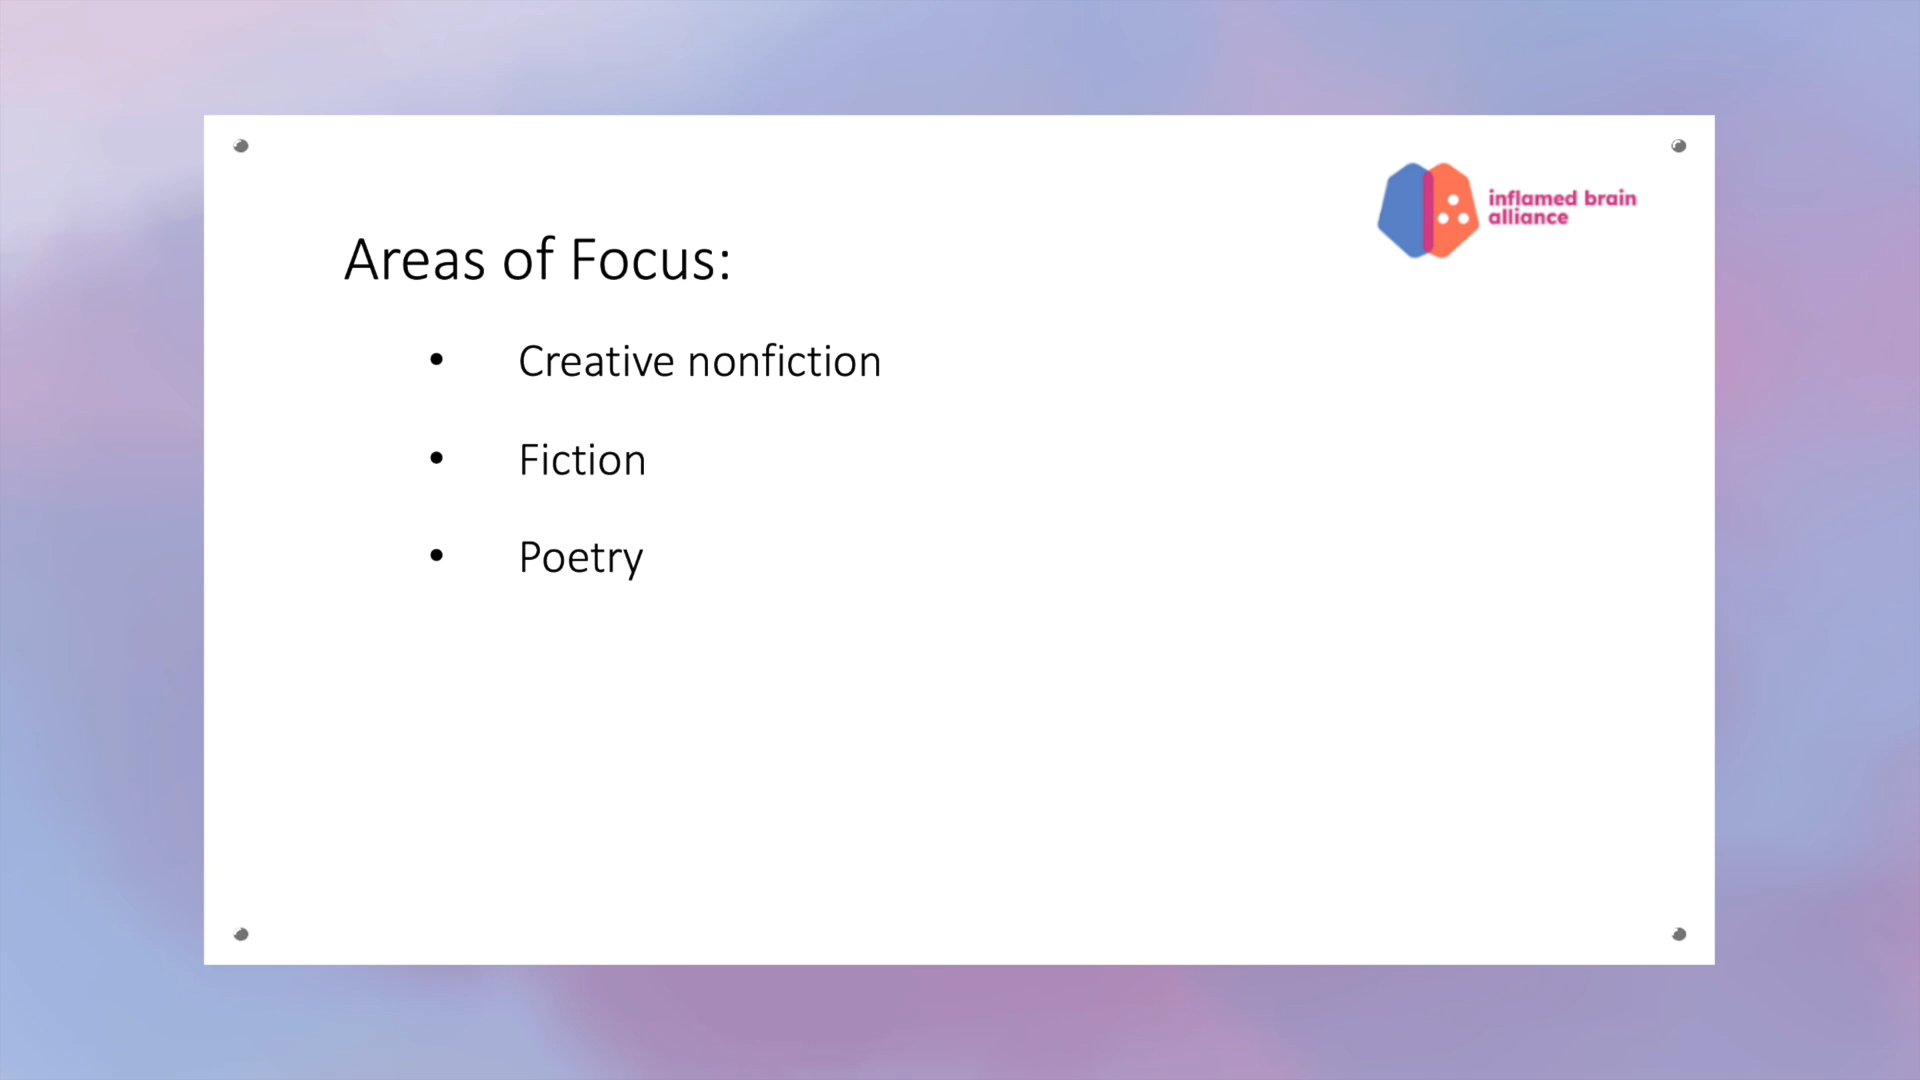 inflamed brain
alliance
Areas of Focus:
• Creative nonfiction
• Fiction
• Poetry